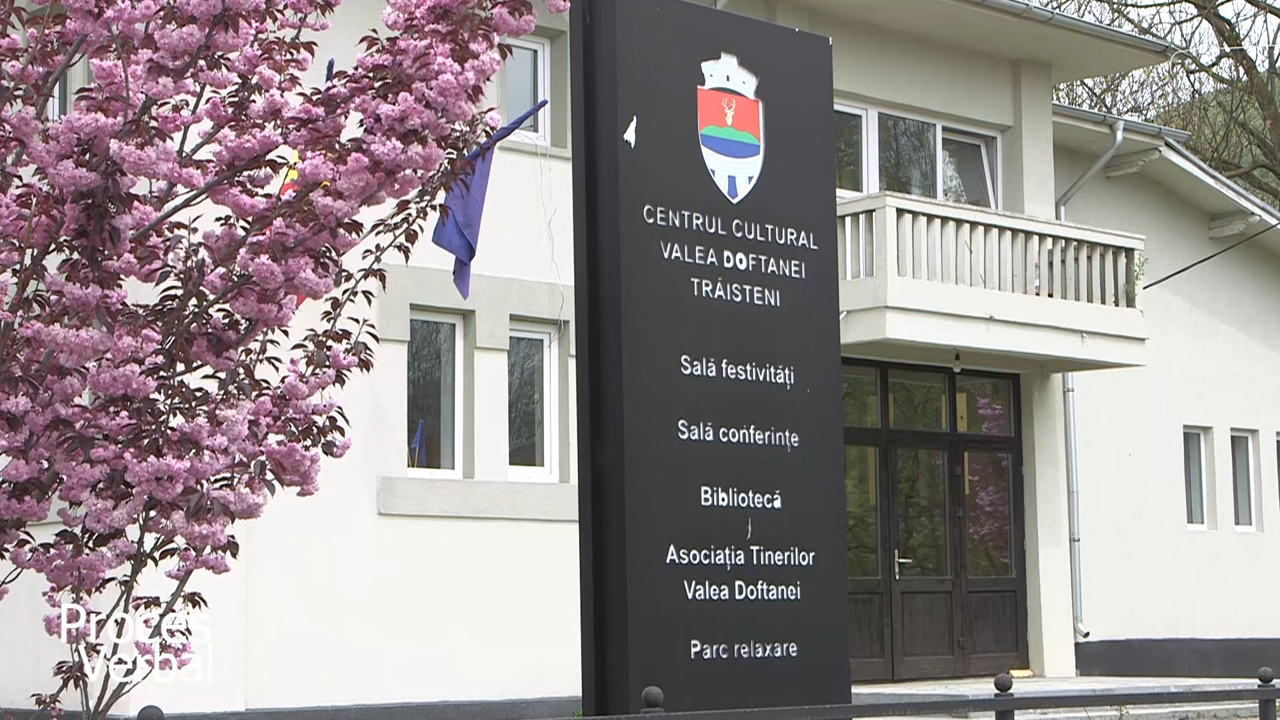 CENTRUL CULTURAL
VALEA DOFTANEI
TRĂISTENI
Sală festivități
Sală conferințe
Bibliotecă
Asociația Tinerilor
Valea Doftanei
Parc relaxare
Proces
Verbal